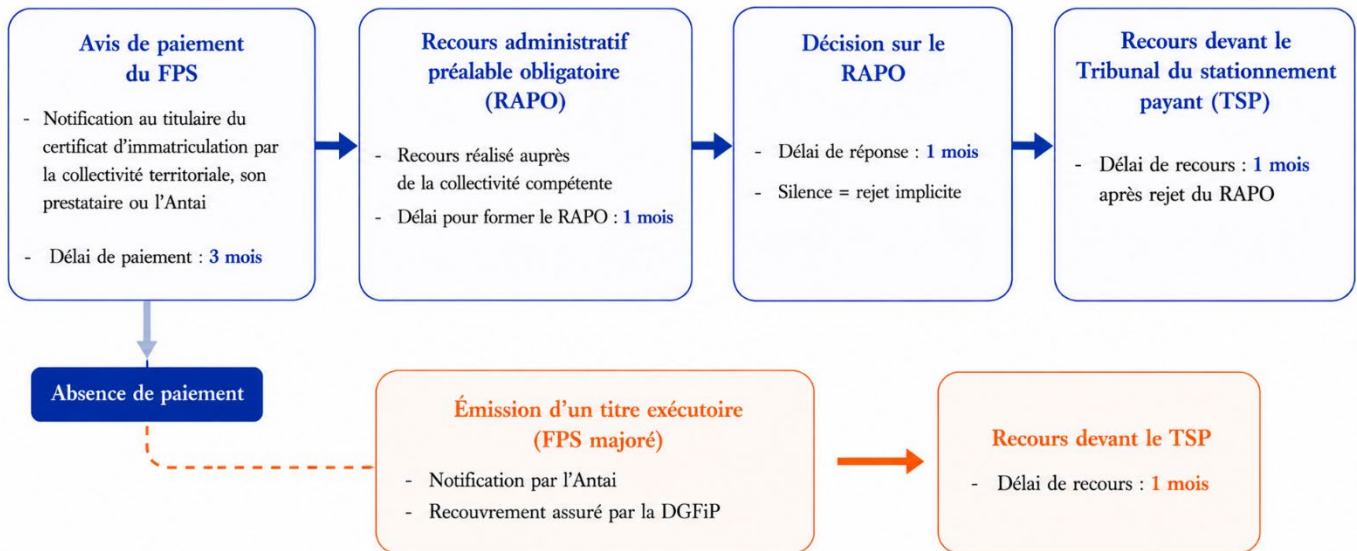 Avis de paiement
du FPS
- Notification au titulaire du
certificat d'immatriculation par
la collectivité territoriale, son
prestataire ou l'Antai
- Délai de paiement : 3 mois
Recours administratif
préalable obligatoire
(RAPO)
- Recours réalisé auprès
de la collectivité compétente
- Délai pour former le RAPO : 1 mois
Décision sur le
RAPO
- Délai de réponse : 1 mois
- Silence = rejet implicite
Recours devant le
Tribunal du stationnement
payant (TSP)
- Délai de recours : 1 mois
après rejet du RAPO
Absence de paiement
Émission d'un titre exécutoire
(FPS majoré)
- Notification par l'Antai
- Recouvrement assuré par la DGFiP
Recours devant le TSP
- Délai de recours : 1 mois